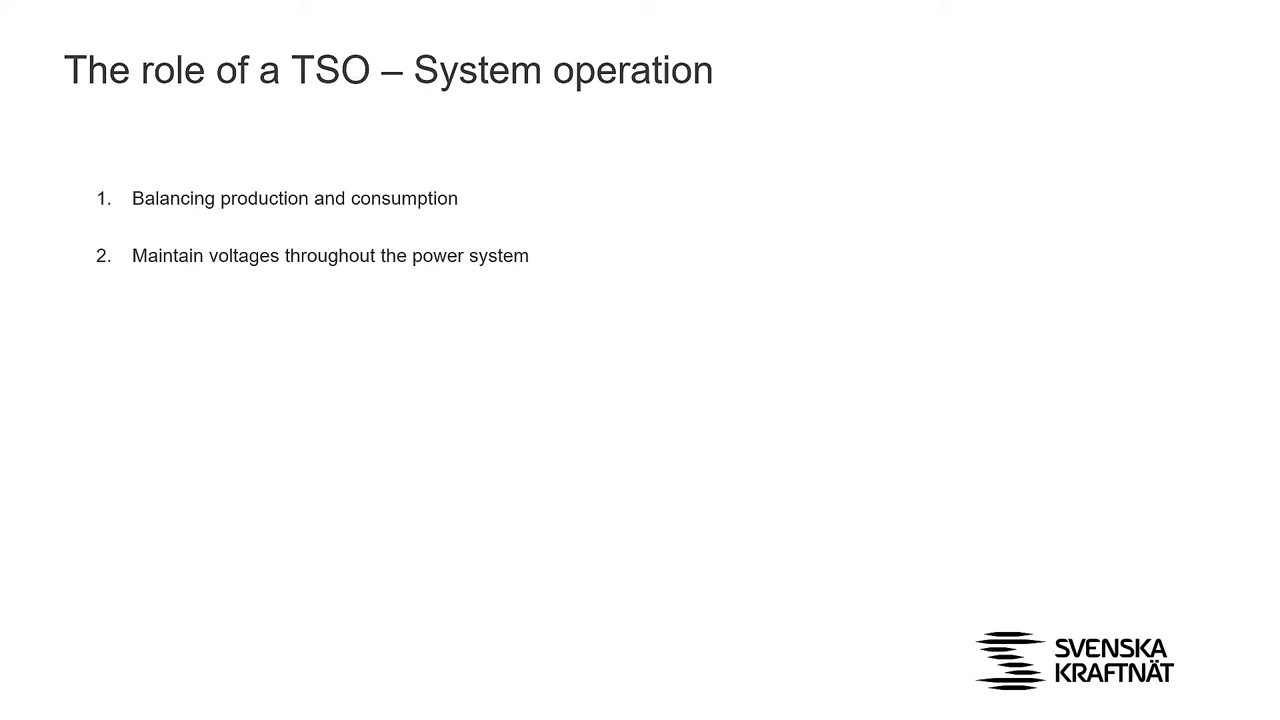 The role of a TSO – System operation
1. Balancing production and consumption
2. Maintain voltages throughout the power system
SVENSKA
KRAFTNÄT